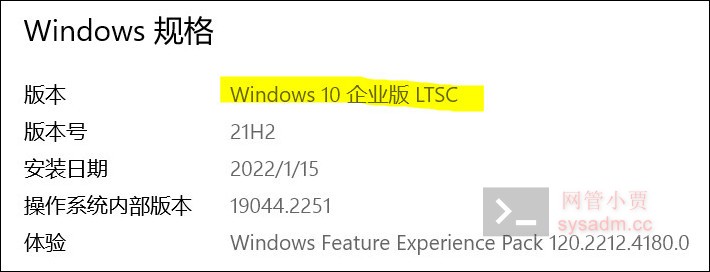 Windows 规格
版本 Windows 10 企业版 LTSC
版本号 21H2
安装日期 2022/1/15
操作系统内部版本 19044.2251
体验 Windows Feature Experience Pack 120.2212.4180.0
网管小贾
sysadm.cc